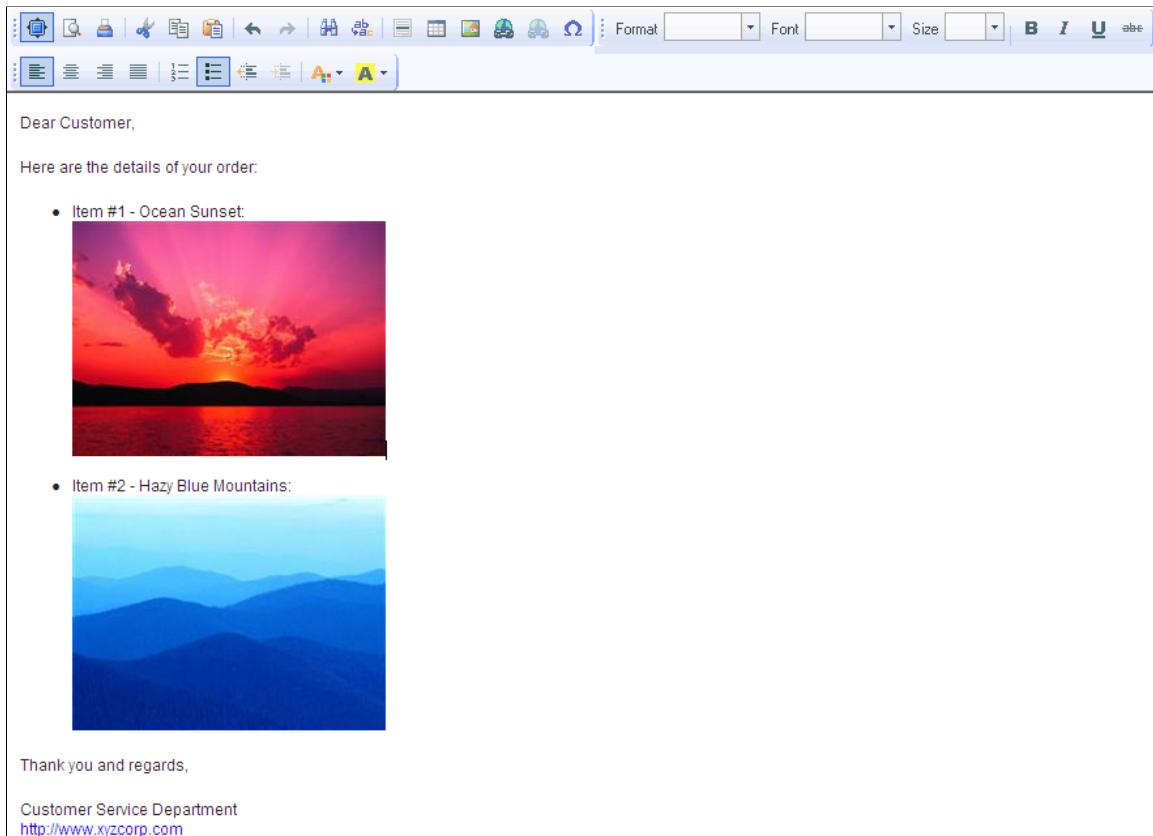 Format Font Size B I U abc
Dear Customer,
Here are the details of your order:
Item #1 - Ocean Sunset:
Item #2 - Hazy Blue Mountains:
Thank you and regards,
Customer Service Department
http://www.xyzcorp.com